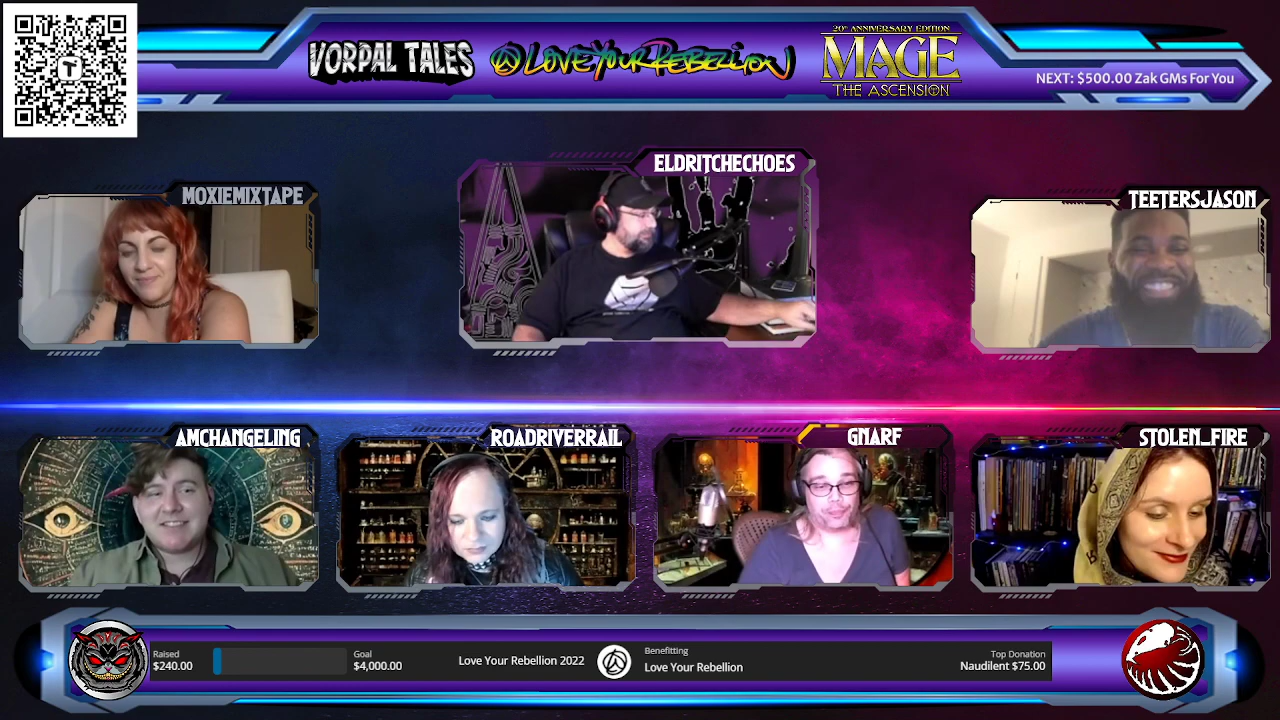 VORPAL TALES
@LOVEYOURREBELLION
20TH ANNIVERSARY EDITION
MAGE
THE ASCENSION
NEXT: $500.00 Zak GMs For You
MOXIEMIXTAPE
ELDRITCHECHOES
TEETERSJASON
AMCHANGELING
ROADRIVERRAIL
GNARF
STOLEN_FIRE
Raised
$240.00
Goal
$4,000.00
Love Your Rebellion 2022
Benefitting
Love Your Rebellion
Top Donation
Naudilent $75.00